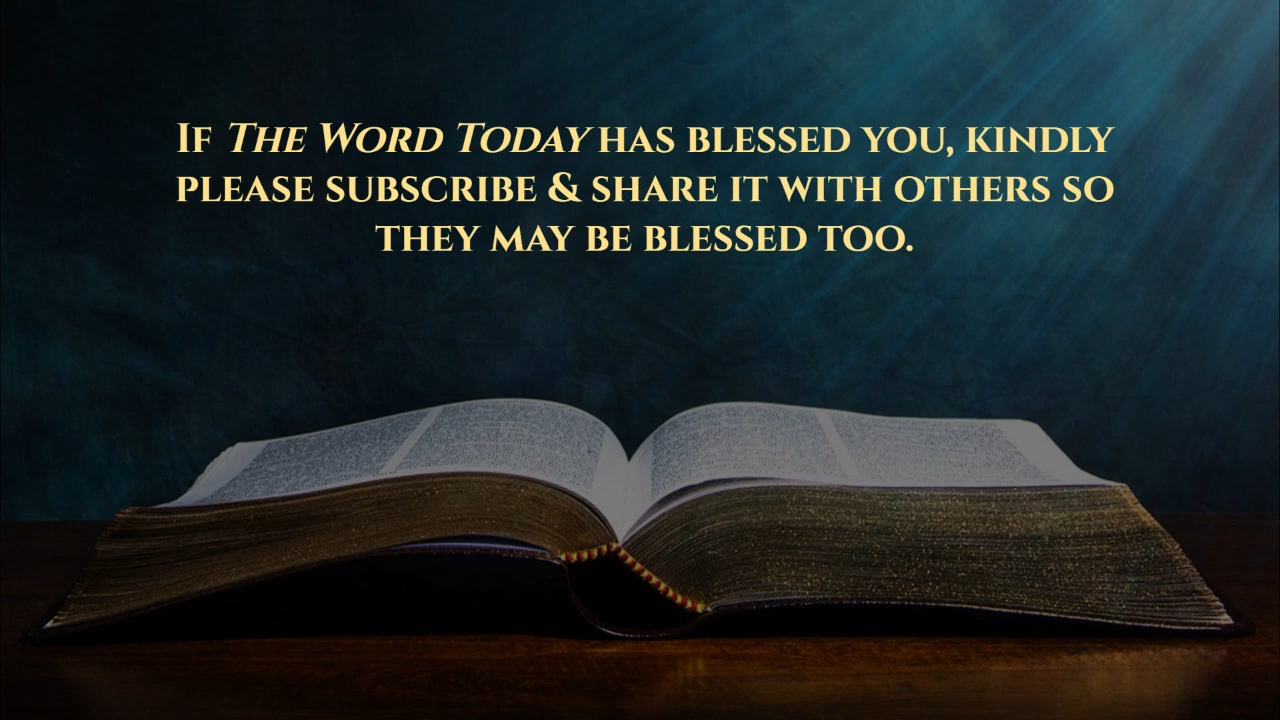 If The Word Today has blessed you, kindly
please subscribe & share it with others so
they may be blessed too.